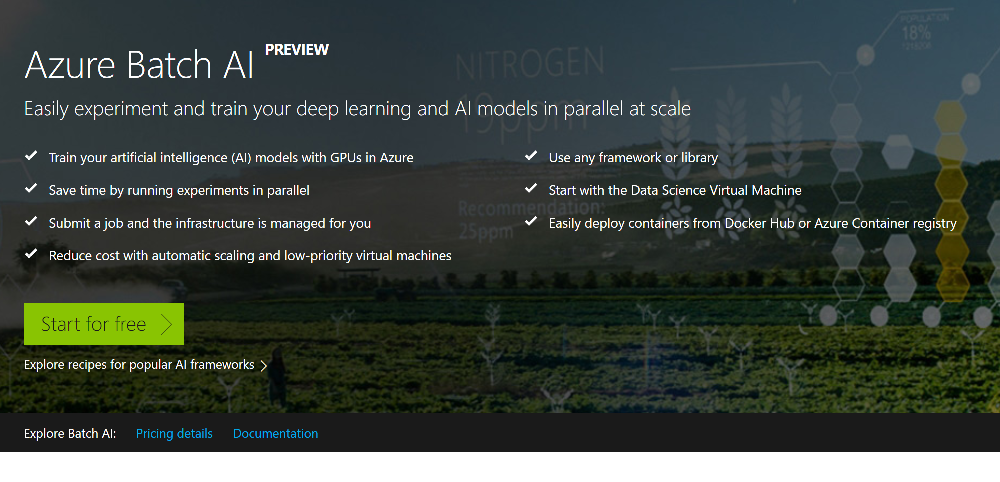 Azure Batch AI PREVIEW
Easily experiment and train your deep learning and AI models in parallel at scale
Train your artificial intelligence (AI) models with GPUs in Azure
Save time by running experiments in parallel
Submit a job and the infrastructure is managed for you
Reduce cost with automatic scaling and low-priority virtual machines
Use any framework or library
Start with the Data Science Virtual Machine
Easily deploy containers from Docker Hub or Azure Container registry
NITROGEN
19ppm
Recommendation:
25ppm
POPULATION
18%
Start for free
Explore recipes for popular AI frameworks
Explore Batch AI: Pricing details Documentation